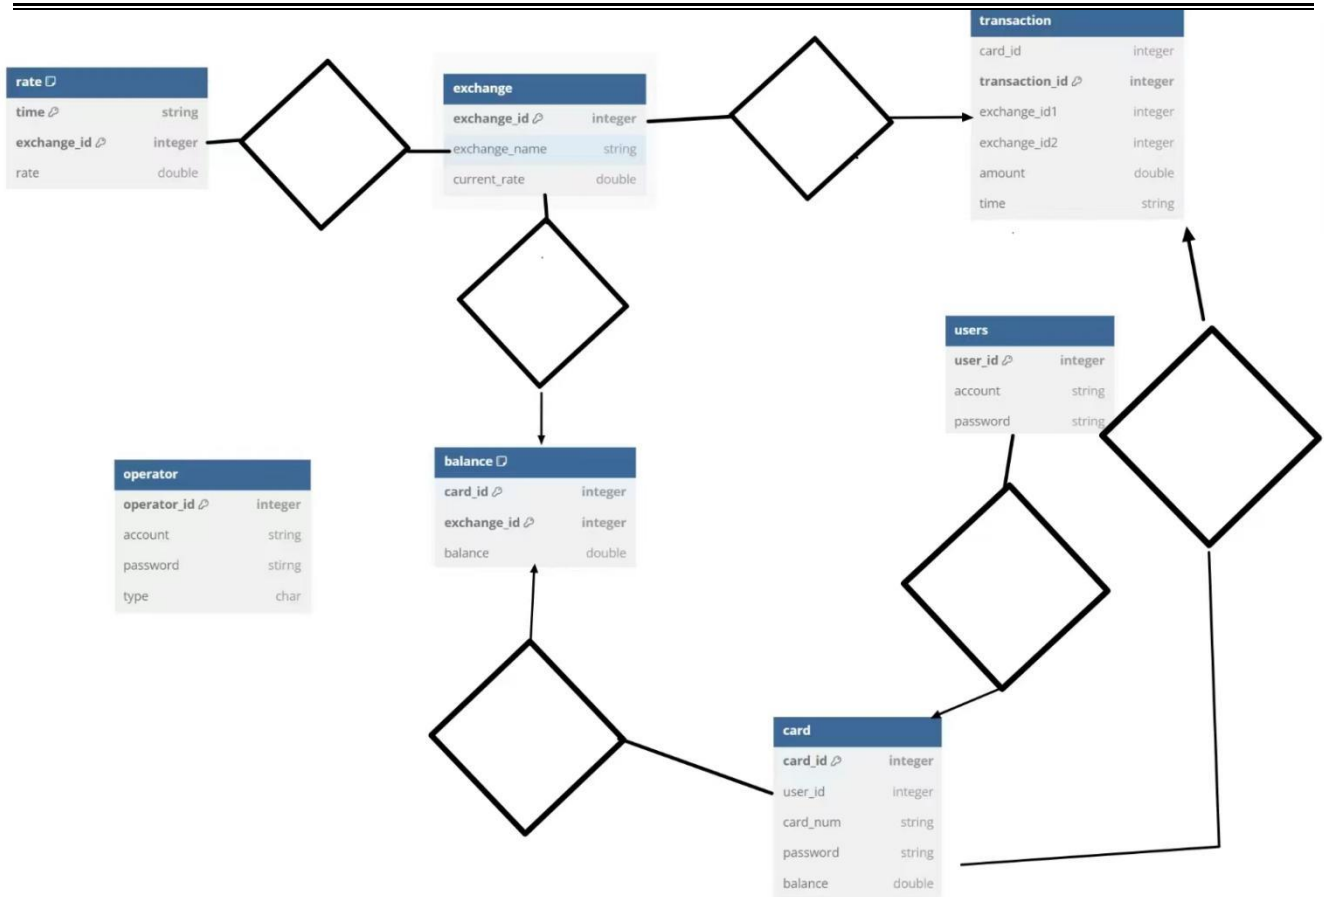 transaction
card_id integer
transaction_id integer
exchange_id1 integer
exchange_id2 integer
amount double
time string
rate
time string
exchange_id integer
rate double
exchange
exchange_id integer
exchange_name string
current_rate double
users
user_id integer
account string
password string
operator
operator_id integer
account string
password stirng
type char
balance
card_id integer
exchange_id integer
balance double
card
card_id integer
user_id integer
card_num string
password string
balance double